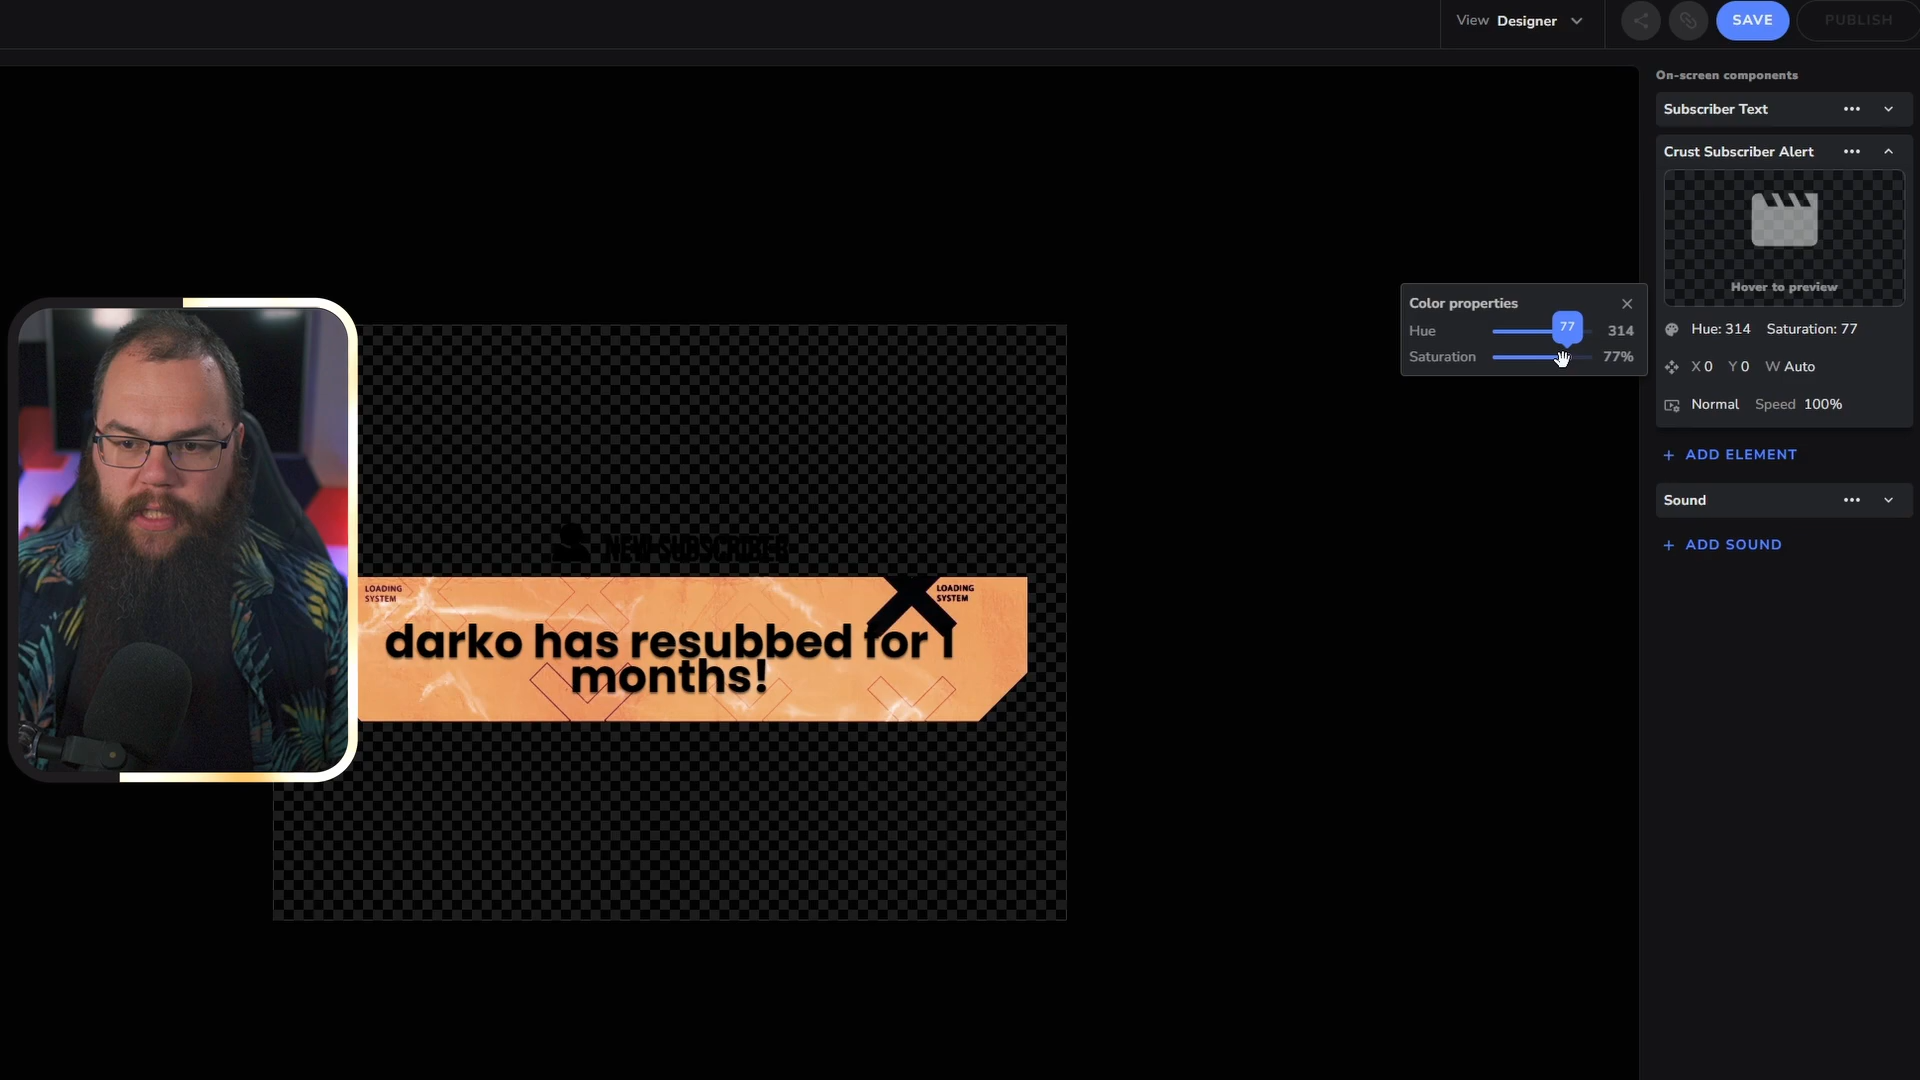 View Designer
SAVE
PUBLISH
On-screen components
Subscriber Text
Crust Subscriber Alert
Hover to preview
Color properties
77
Hue 314
Saturation 77%
Hue: 314 Saturation: 77
X 0 Y 0 W Auto
Normal Speed 100%
+ ADD ELEMENT
Sound
+ ADD SOUND
NEW SUBSCRIBER
LOADING
SYSTEM
LOADING
SYSTEM
darko has resubbed for 1
months!